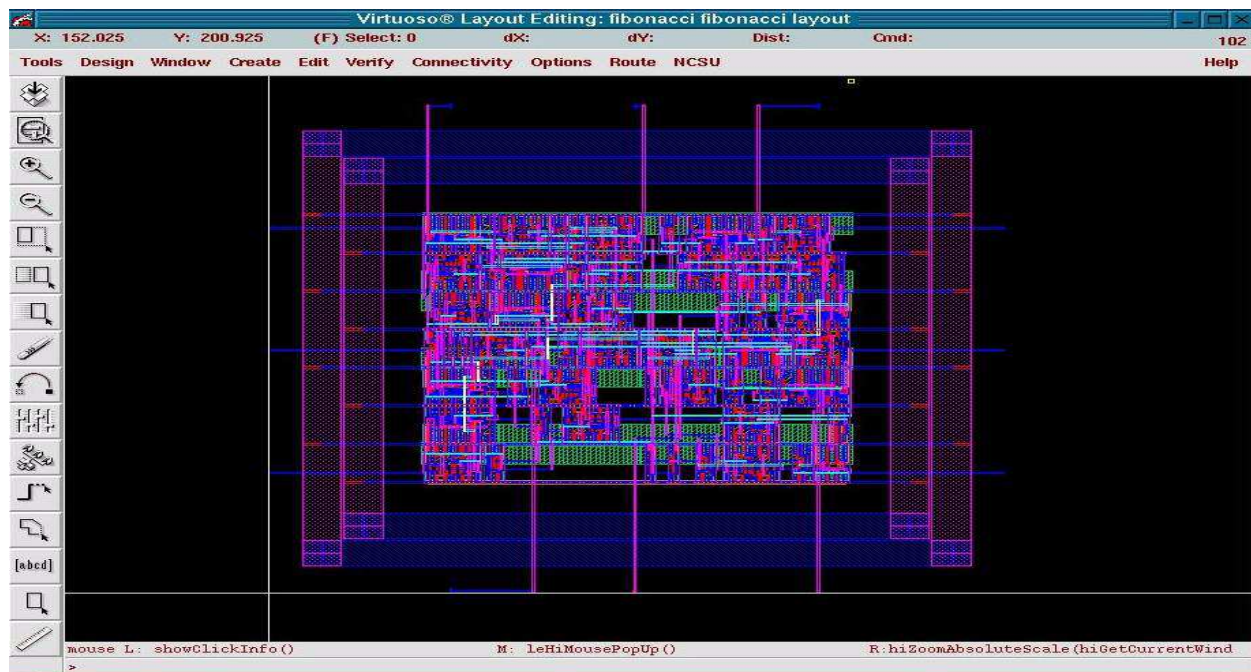 Virtuoso® Layout Editing: fibonacci fibonacci layout
X: 152.025 Y: 200.925 (F) Select: 0 dX: dY: Dist: Cmd: 102
Tools Design Window Create Edit Verify Connectivity Options Route NCSU Help
[abcd]
mouse L: showClickInfo() M: leHiMousePopUp() R:hiZoomAbsoluteScale(hiGetCurrentWind
>